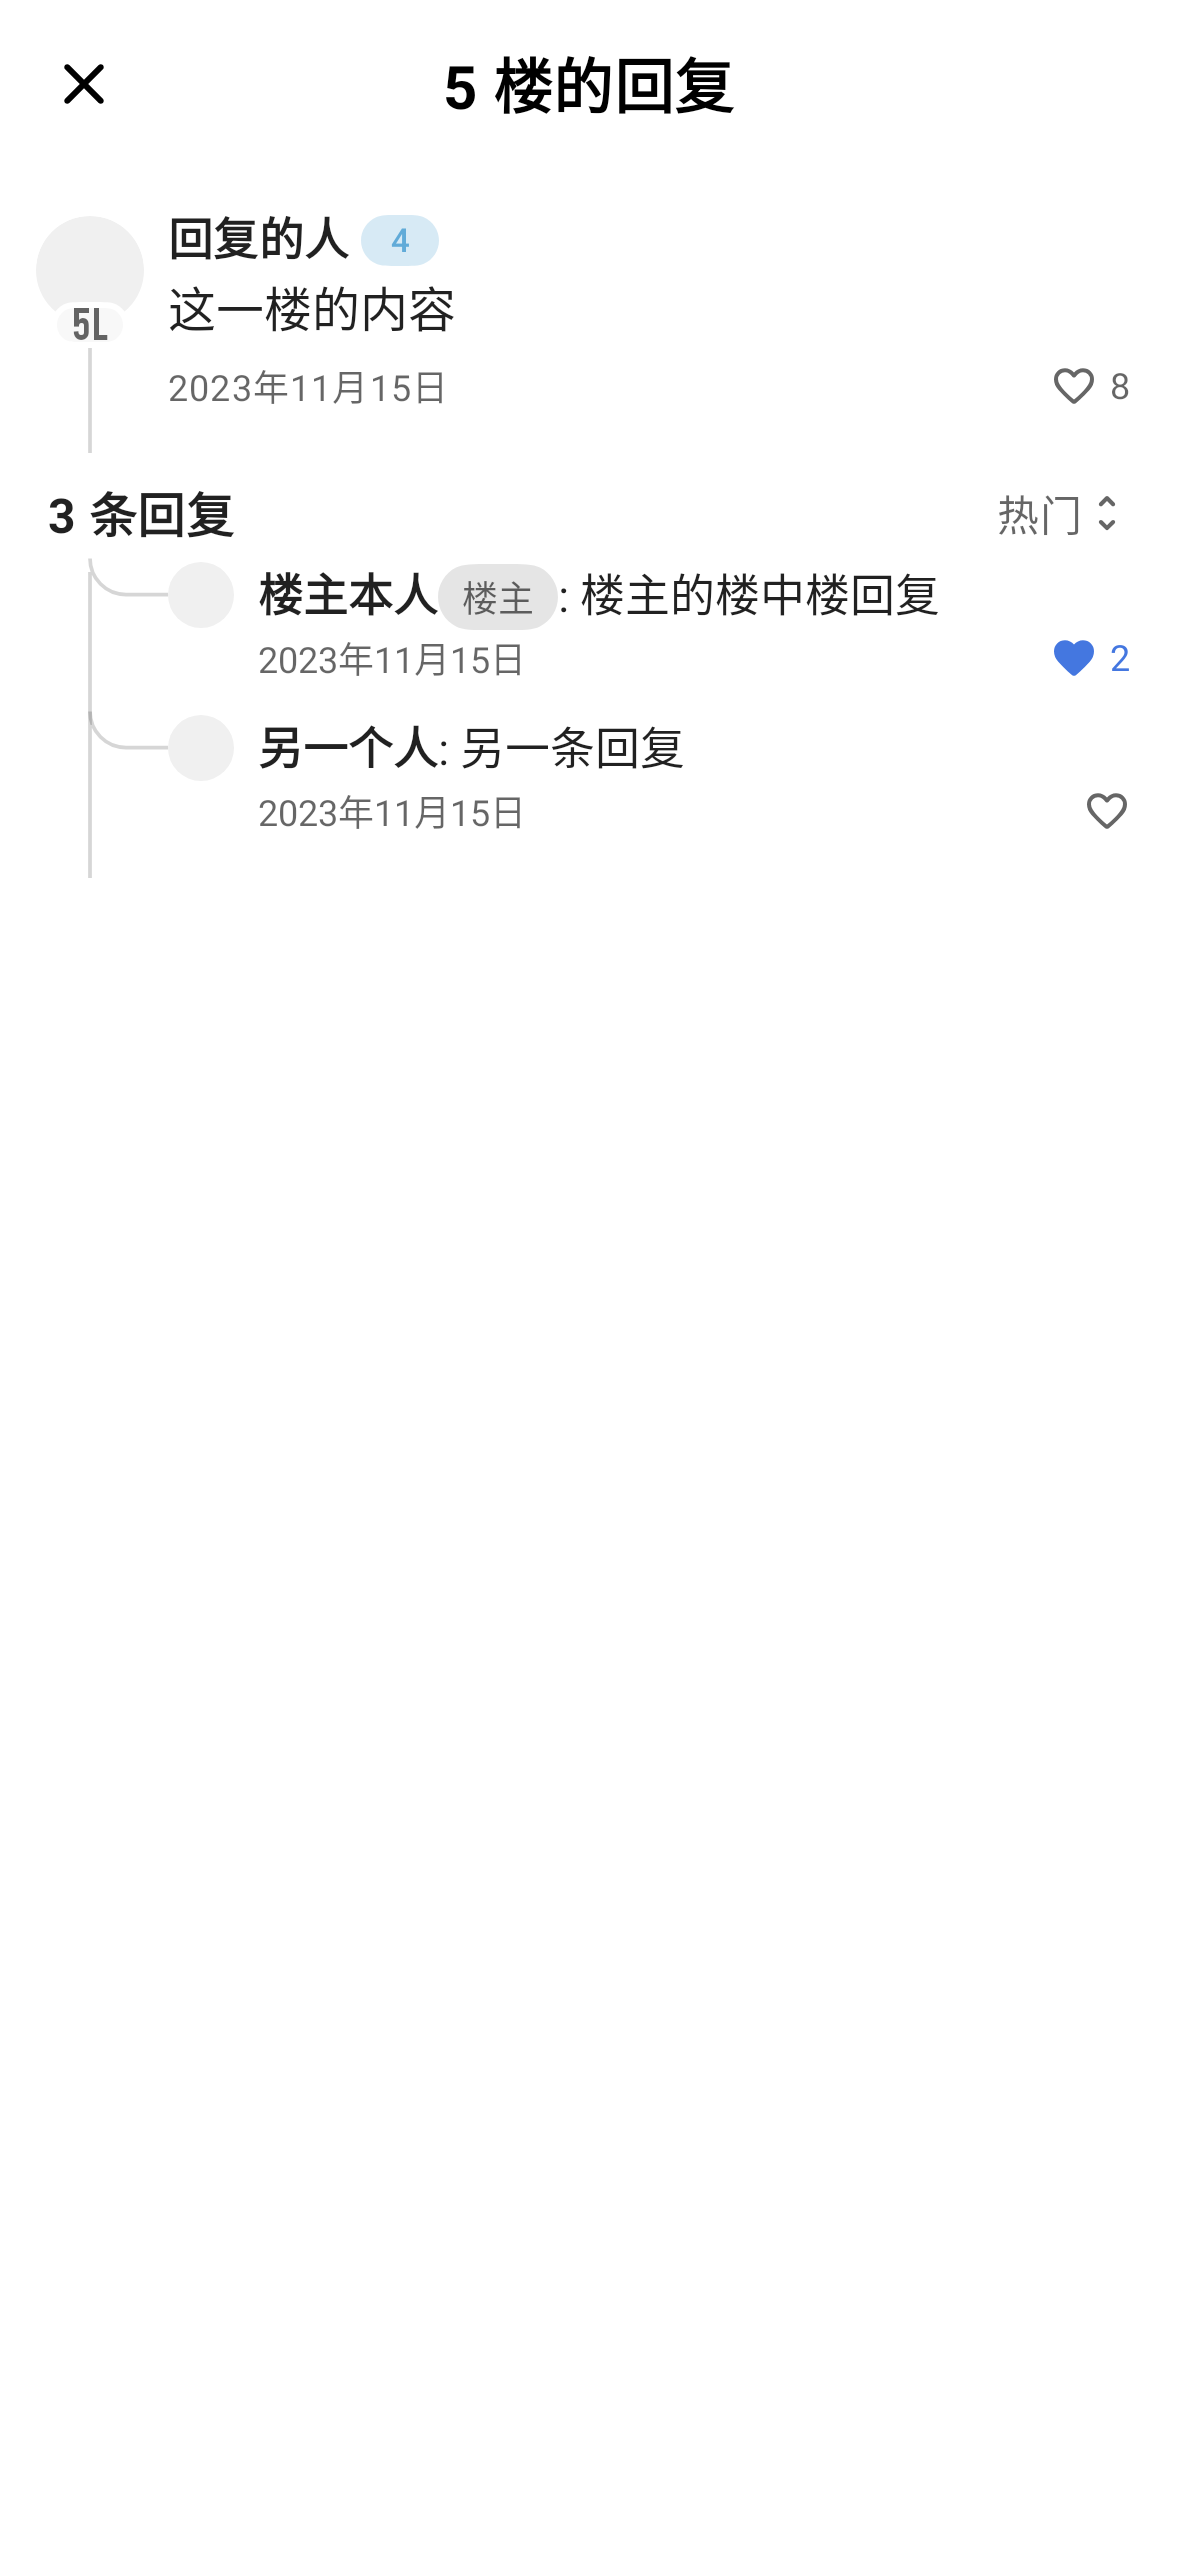 5 楼的回复
回复的人 4
这一楼的内容
5L
2023年11月15日 8
3 条回复 热门
楼主本人 楼主 : 楼主的楼中楼回复
2023年11月15日 2
另一个人: 另一条回复
2023年11月15日